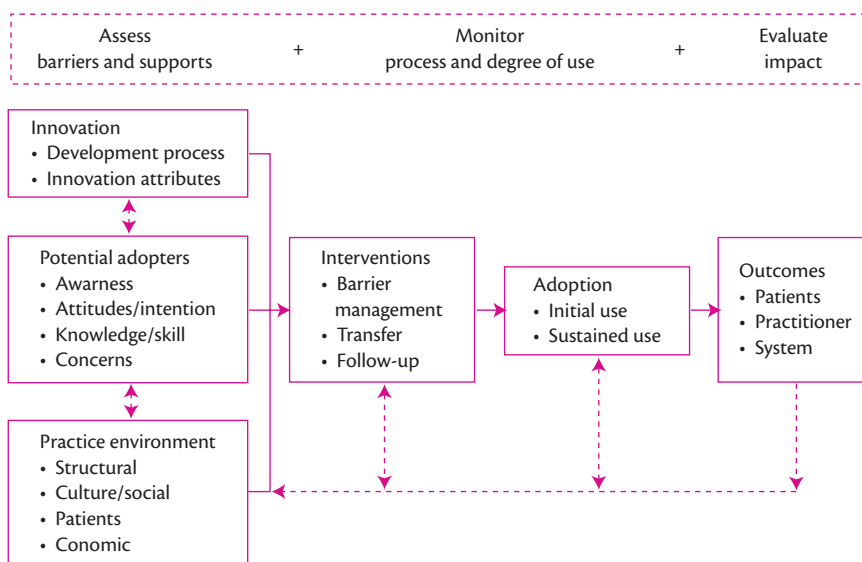 Assess
barriers and supports
+
Monitor
process and degree of use
+
Evaluate
impact
Innovation
• Development process
• Innovation attributes
Potential adopters
• Awarness
• Attitudes/intention
• Knowledge/skill
• Concerns
Practice environment
• Structural
• Culture/social
• Patients
• Conomic
Interventions
• Barrier
management
• Transfer
• Follow-up
Adoption
• Initial use
• Sustained use
Outcomes
• Patients
• Practitioner
• System